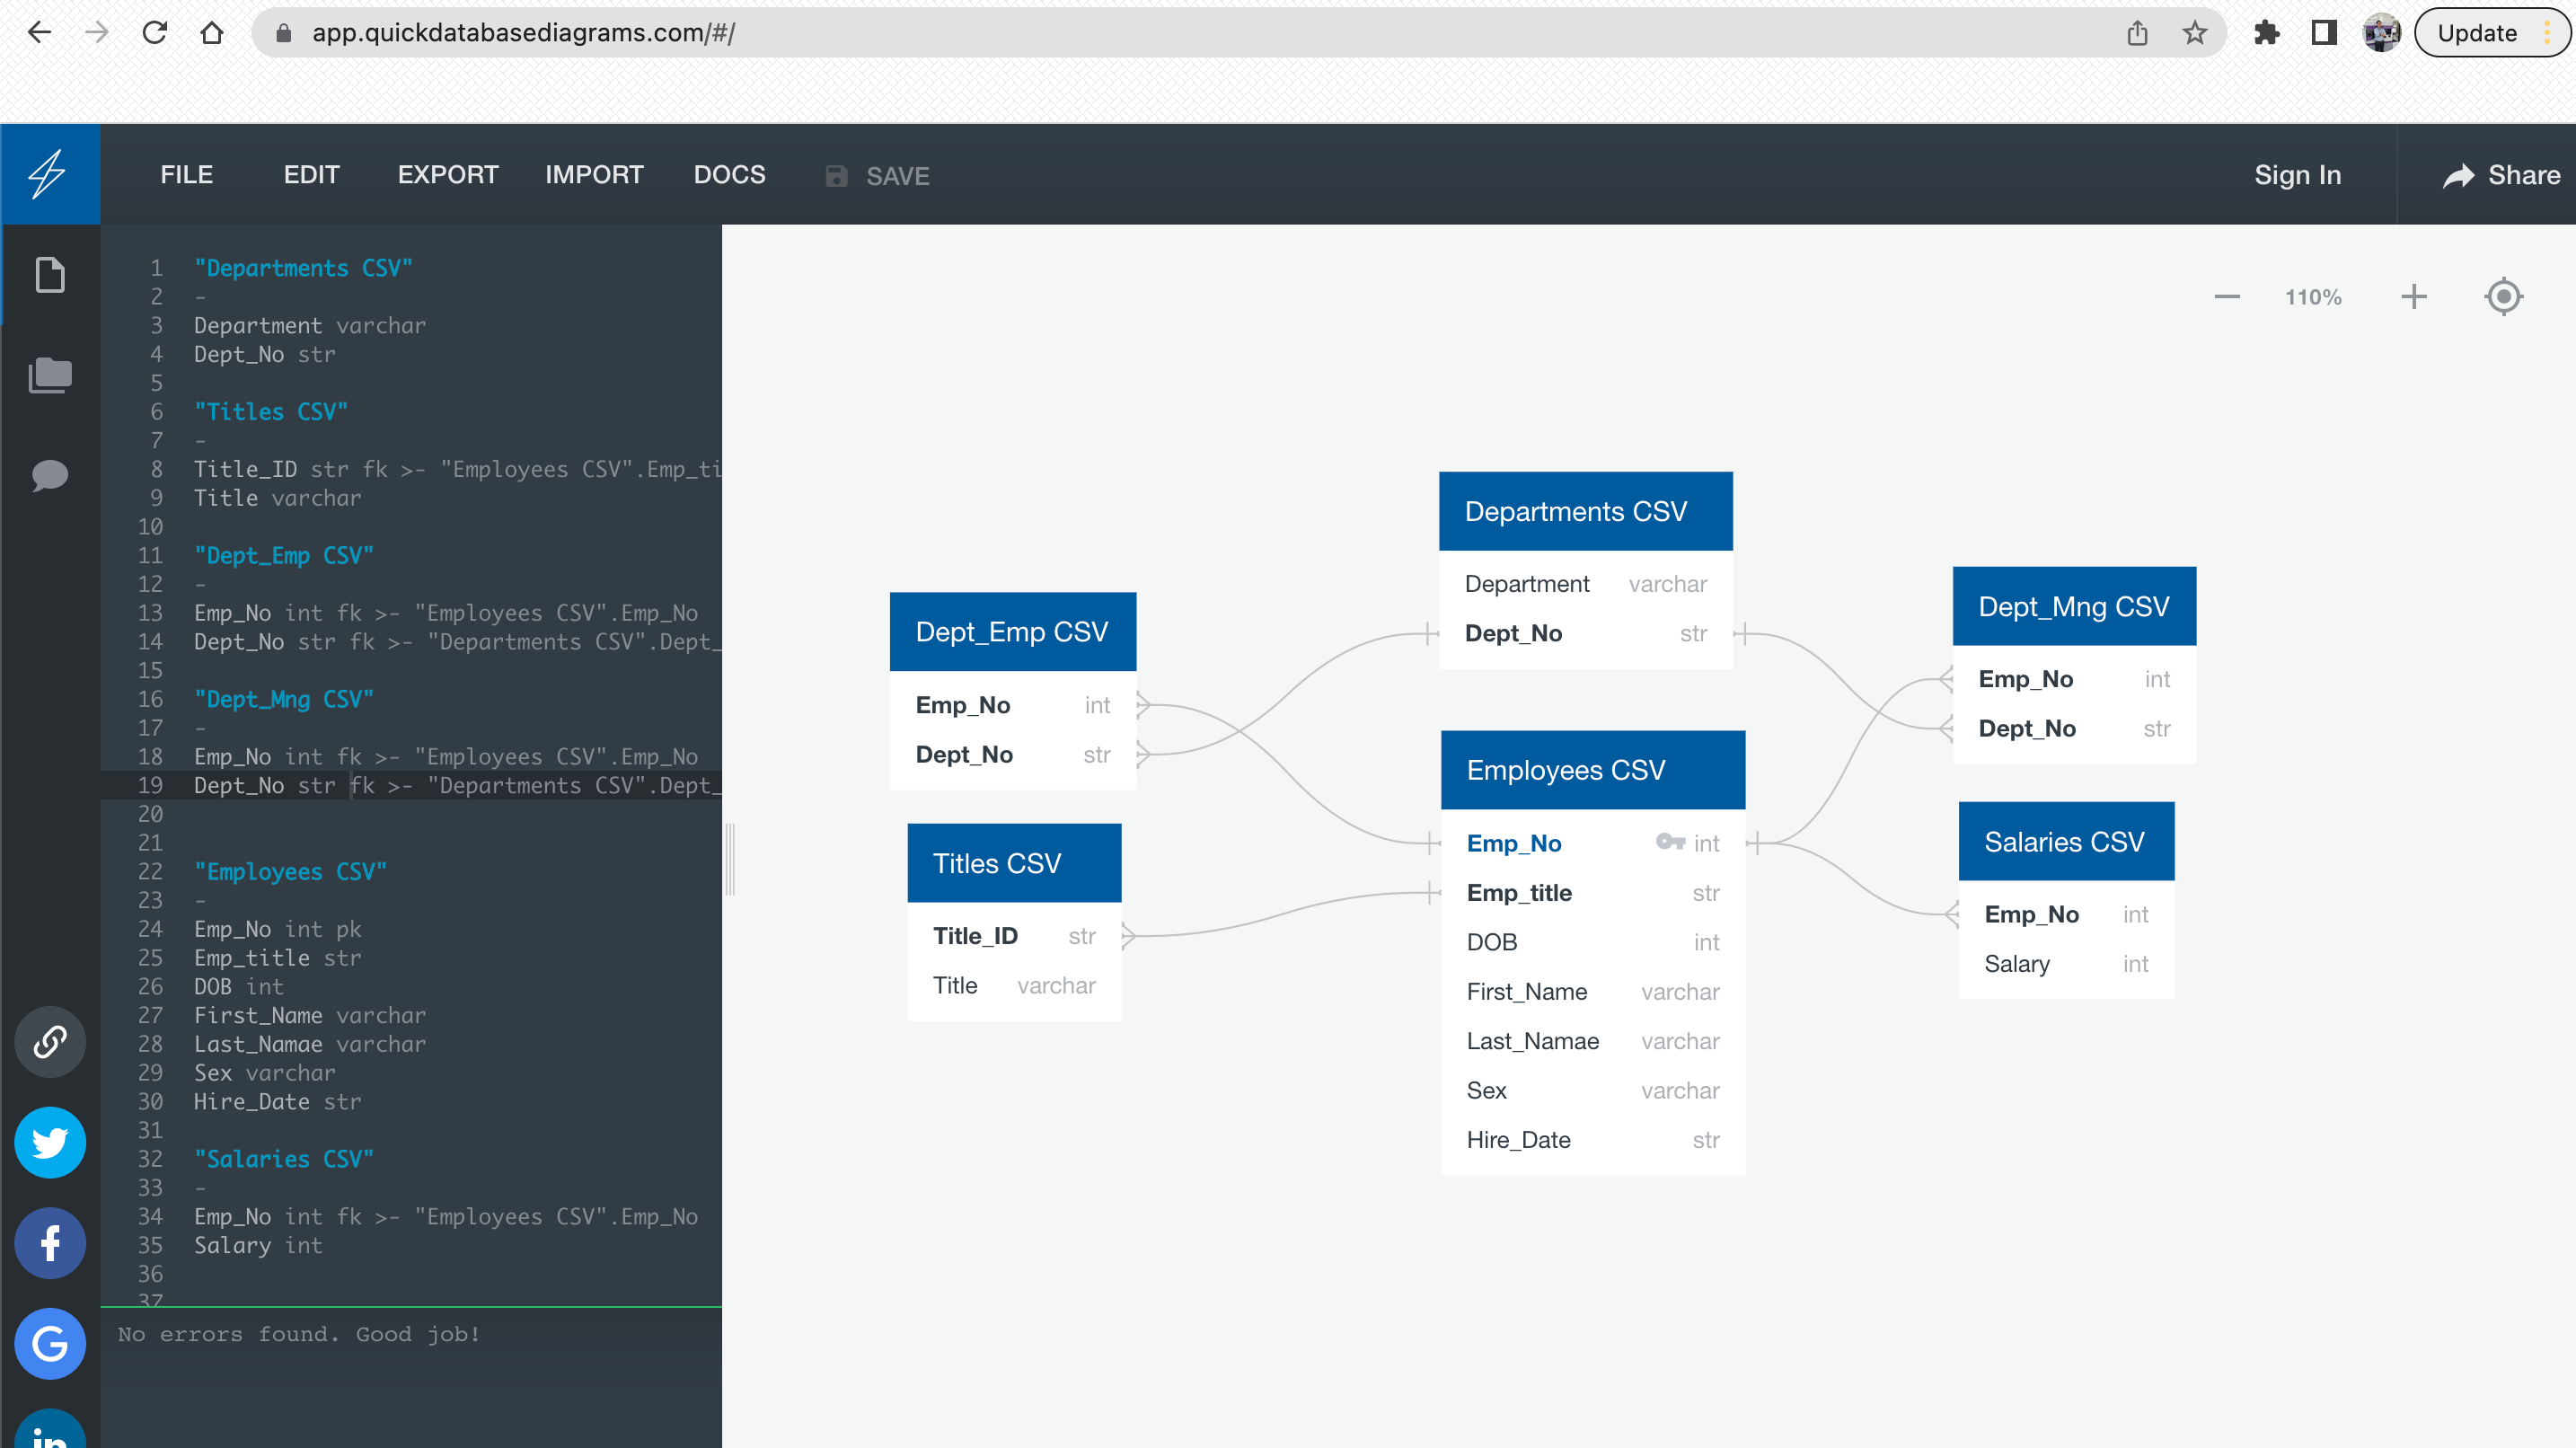 app.quickdatabasediagrams.com/#/
Update
FILE EDIT EXPORT IMPORT DOCS SAVE
Sign In
Share
1 "Departments CSV"
2 -
3 Department varchar
4 Dept_No str
5
6 "Titles CSV"
7 -
8 Title_ID str fk >- "Employees CSV".Emp_ti
9 Title varchar
10
11 "Dept_Emp CSV"
12 -
13 Emp_No int fk >- "Employees CSV".Emp_No
14 Dept_No str fk >- "Departments CSV".Dept_
15
16 "Dept_Mng CSV"
17 -
18 Emp_No int fk >- "Employees CSV".Emp_No
19 Dept_No str fk >- "Departments CSV".Dept_
20
21
22 "Employees CSV"
23 -
24 Emp_No int pk
25 Emp_title str
26 DOB int
27 First_Name varchar
28 Last_Namae varchar
29 Sex varchar
30 Hire_Date str
31
32 "Salaries CSV"
33 -
34 Emp_No int fk >- "Employees CSV".Emp_No
35 Salary int
36
37
No errors found. Good job!
110%
Dept_Emp CSV
Emp_No int
Dept_No str
Titles CSV
Title_ID str
Title varchar
Departments CSV
Department varchar
Dept_No str
Employees CSV
Emp_No int
Emp_title str
DOB int
First_Name varchar
Last_Namae varchar
Sex varchar
Hire_Date str
Dept_Mng CSV
Emp_No int
Dept_No str
Salaries CSV
Emp_No int
Salary int